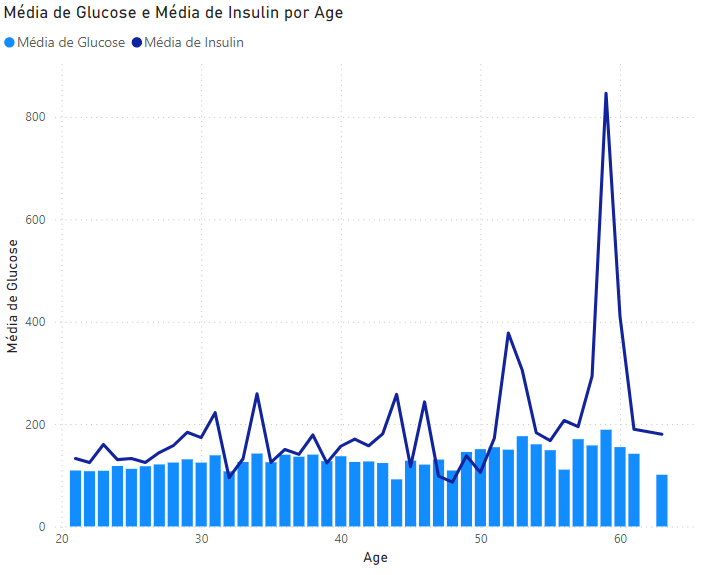 Média de Glucose e Média de Insulin por Age
Média de Glucose Média de Insulin
800
600
400
200
0
Média de Glucose
20 30 40 50 60
Age